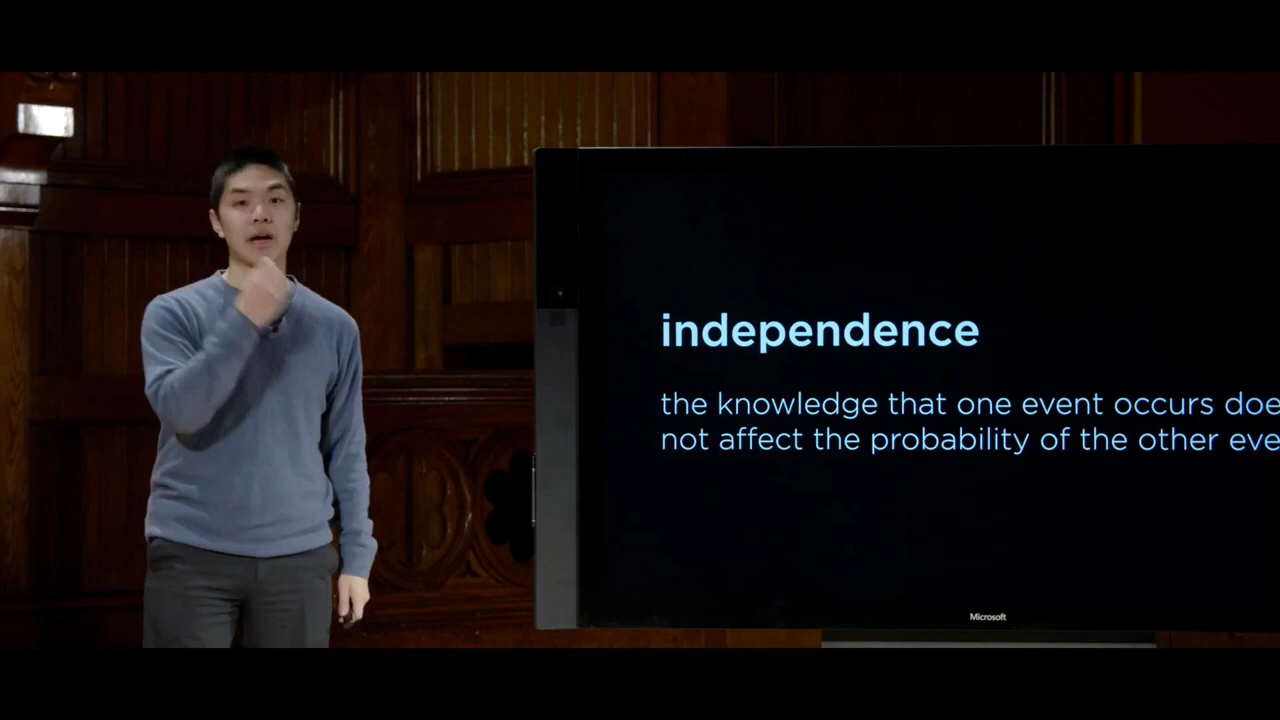 independence
the knowledge that one event occurs doe
not affect the probability of the other eve
Microsoft